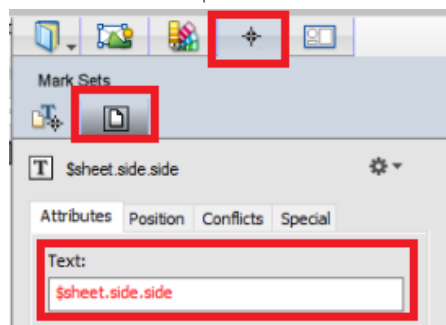 Mark Sets
T
T $sheet.side.side
Attributes Position Conflicts Special
Text:
$sheet.side.side